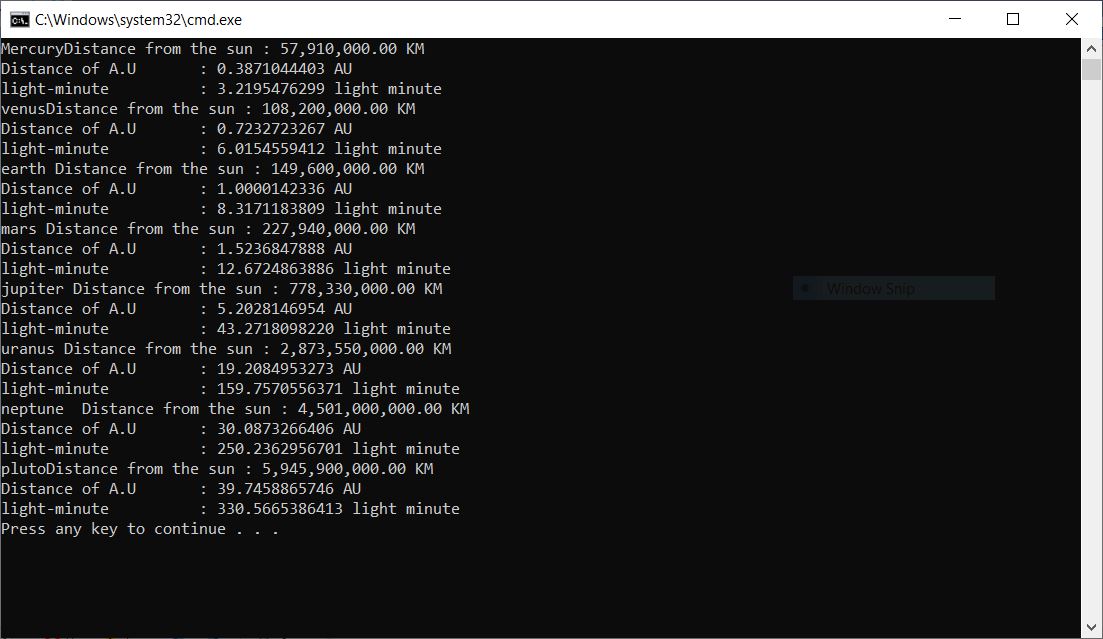 C:\Windows\system32\cmd.exe
MercuryDistance from the sun : 57,910,000.00 KM
Distance of A.U       : 0.3871044403 AU
light-minute          : 3.2195476299 light minute
venusDistance from the sun : 108,200,000.00 KM
Distance of A.U       : 0.7232723267 AU
light-minute          : 6.0154559412 light minute
earth Distance from the sun : 149,600,000.00 KM
Distance of A.U       : 1.0000142336 AU
light-minute          : 8.3171183809 light minute
mars Distance from the sun : 227,940,000.00 KM
Distance of A.U       : 1.5236847888 AU
light-minute          : 12.6724863886 light minute
jupiter Distance from the sun : 778,330,000.00 KM
Window Snip
Distance of A.U       : 5.2028146954 AU
light-minute          : 43.2718098220 light minute
uranus Distance from the sun : 2,873,550,000.00 KM
Distance of A.U       : 19.2084953273 AU
light-minute          : 159.7570556371 light minute
neptune  Distance from the sun : 4,501,000,000.00 KM
Distance of A.U       : 30.0873266406 AU
light-minute          : 250.2362956701 light minute
plutoDistance from the sun : 5,945,900,000.00 KM
Distance of A.U       : 39.7458865746 AU
light-minute          : 330.5665386413 light minute
Press any key to continue . . .